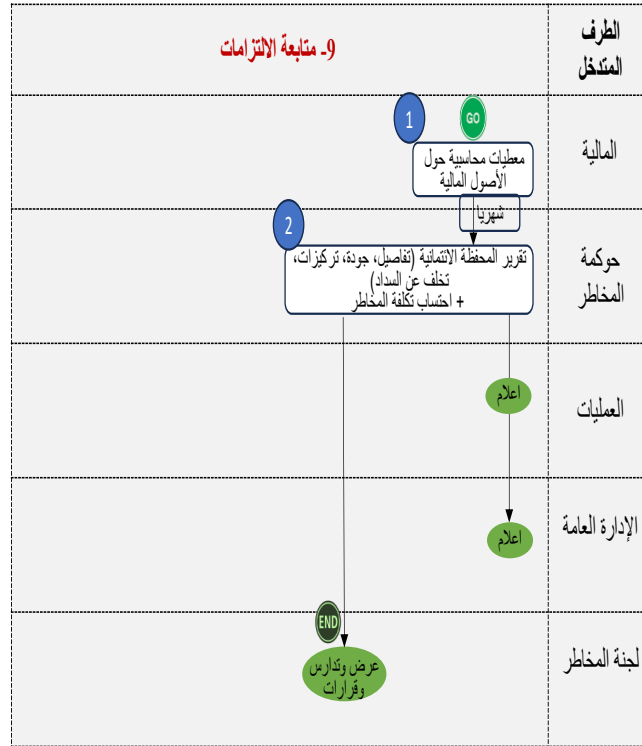 الطرف
المتدخل
9- متابعة الالتزامات
المالية
GO
1
معطيات محاسبية حول
الأصول المالية
شهريا
حوكمة
المخاطر
2
تقرير المحفظة الائتمانية (تفاصيل، جودة، تركيزات،
تخلف عن السداد)
+ احتساب تكلفة المخاطر
العمليات
اعلام
الإدارة العامة
اعلام
لجنة المخاطر
END
عرض وتدارس
وقرارات